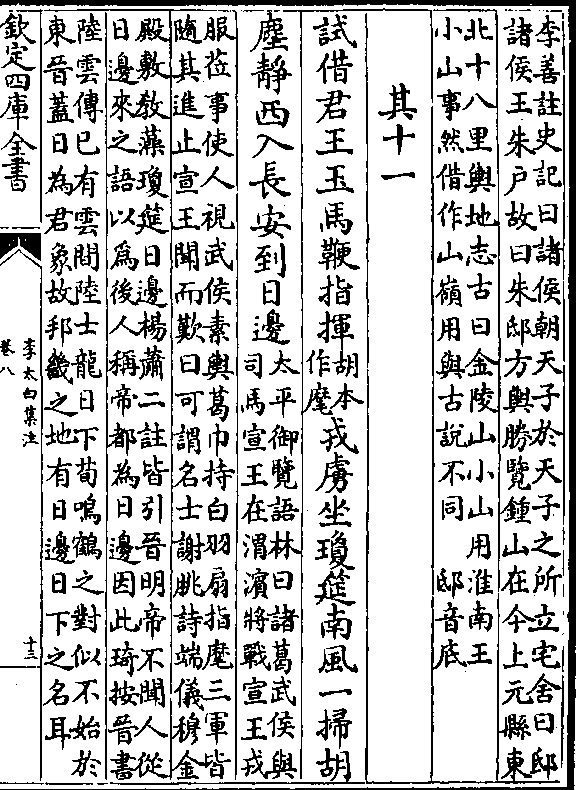 李善註史記曰諸侯朝天子於天子之所立宅舍曰邸
諸侯王朱戶故曰朱邸方輿勝覽鍾山在今上元縣東
北十八里輿地志古曰金陵山小山用淮南王
小山事然借作山嶺用與古說不同　邸音底
其十一
試借君王玉馬鞭指揮胡本作麾戎虜坐瓊筵南風一掃胡
塵靜西入長安到日邊太平御覽語林曰諸葛武侯與
司馬宣王在渭濱將戰宣王戎
服莅事使人視武侯素輿葛巾持白羽扇指麾三軍皆
隨其進止宣王聞而歎曰可謂名士謝朓詩端儀穆金
殿敷敎藻瓊筵日邊楊蕭二註皆引晉明帝不聞人從
日邊來之語以爲後人稱帝都為日邊因此琦按晉書
陸雲傳已有雲間陸士龍日下荀鳴鶴之對似不始於
東晉蓋日為君象故邦畿之地有日邊日下之名耳
欽定四庫全書
李太白集注
卷八
十三